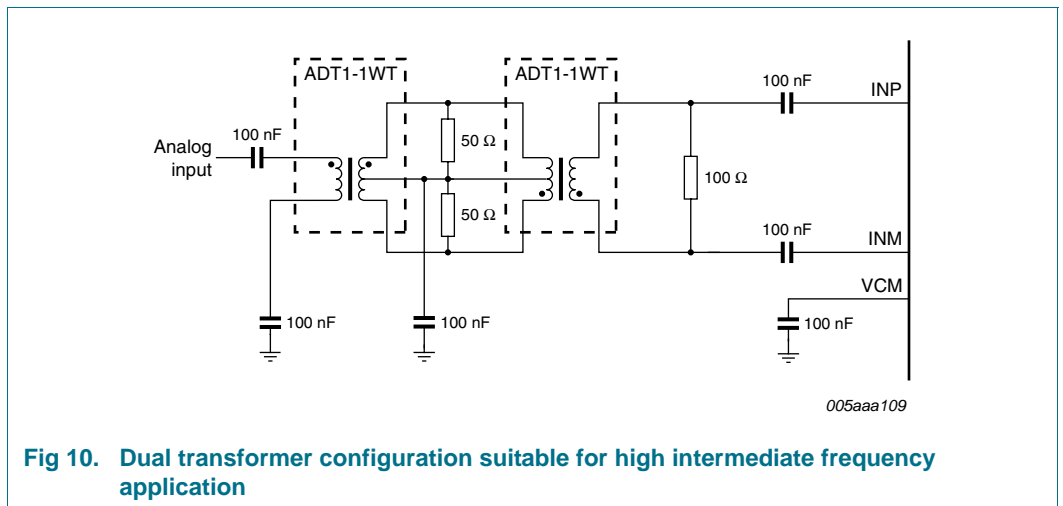 ADT1-1WT
ADT1-1WT
100 nF
INP
Analog
input
100 nF
50 Ω
100 Ω
50 Ω
100 nF
INM
VCM
100 nF
100 nF
100 nF
005aaa109
Fig 10. Dual transformer configuration suitable for high intermediate frequency
application